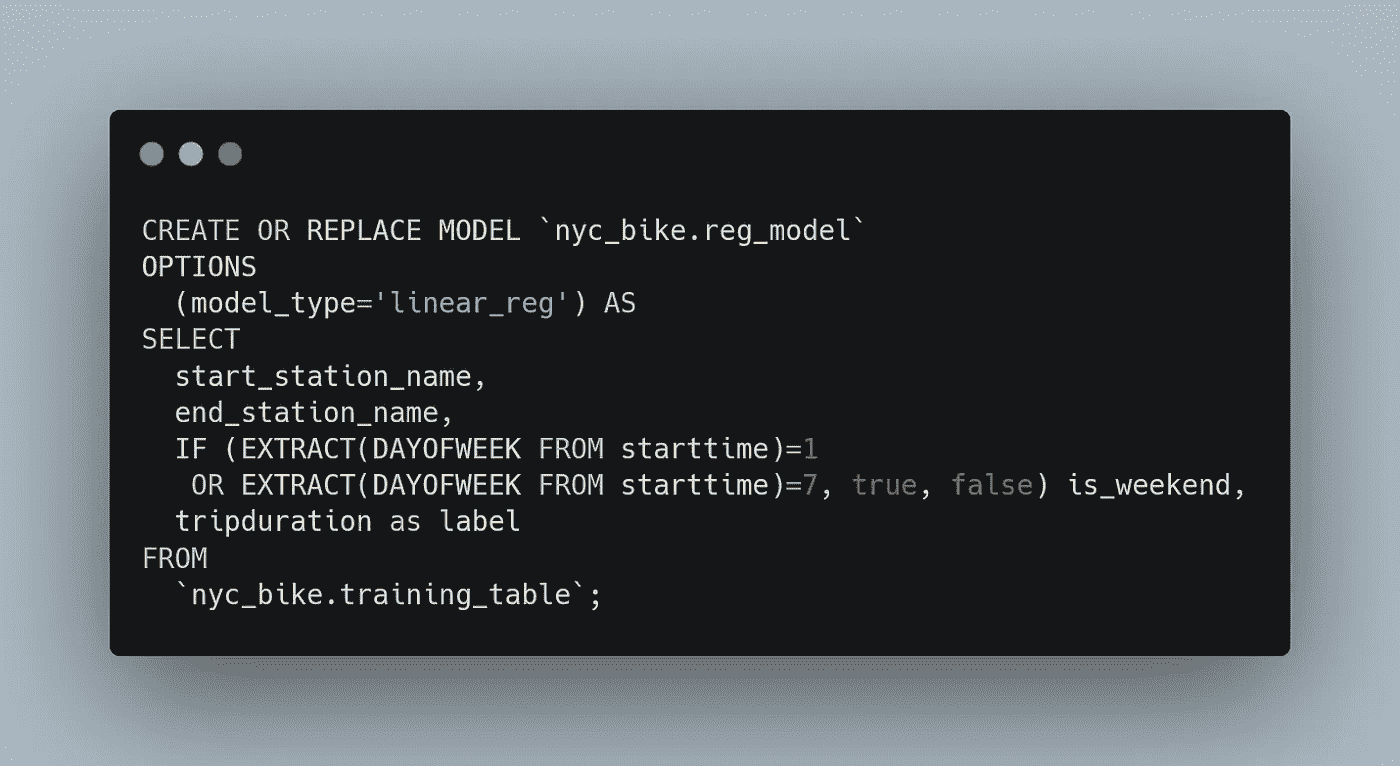 CREATE OR REPLACE MODEL `nyc_bike.reg_model`
OPTIONS
  (model_type='linear_reg') AS
SELECT
  start_station_name,
  end_station_name,
  IF (EXTRACT(DAYOFWEEK FROM starttime)=1
   OR EXTRACT(DAYOFWEEK FROM starttime)=7, true, false) is_weekend,
  tripduration as label
FROM
  `nyc_bike.training_table`;